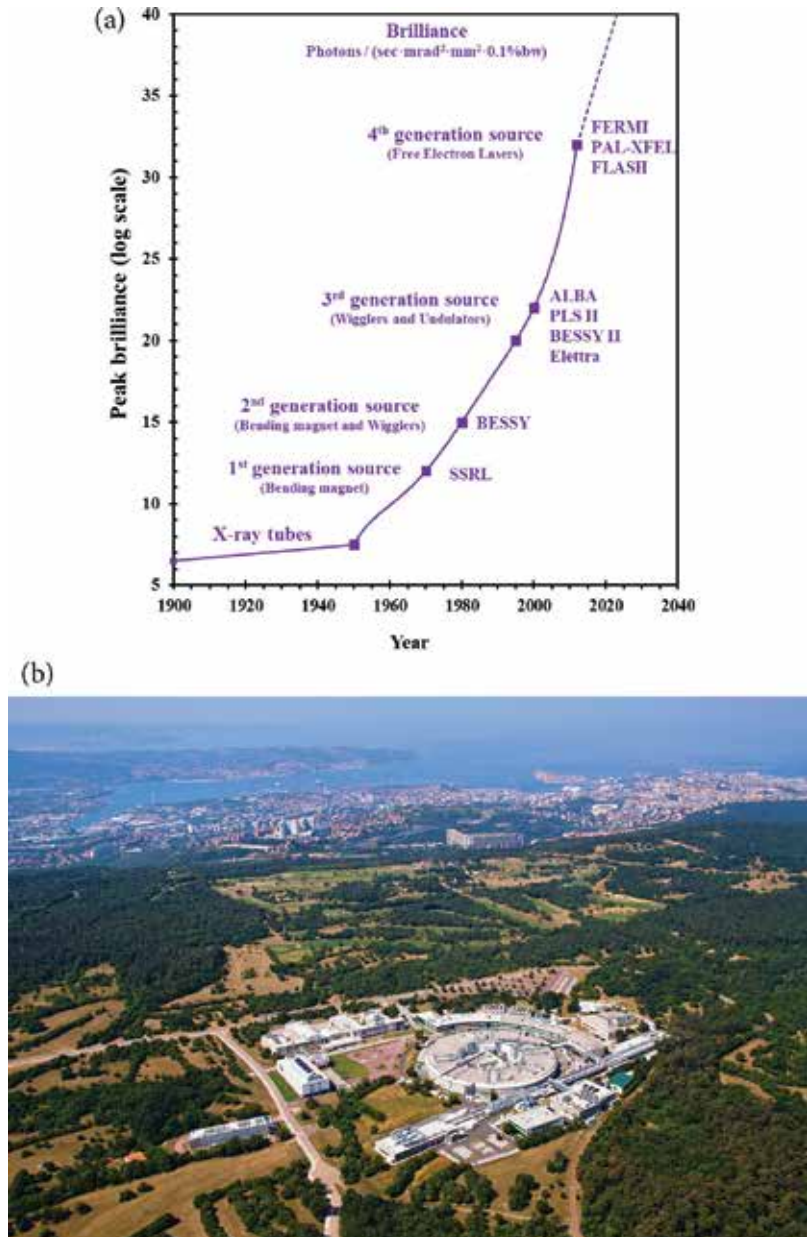 (a)
40
35
30
25
20
15
10
5
Peak brilliance (log scale)
Brilliance
Photons / (sec·mrad²·mm²·0.1%bw)
4th generation source
(Free Electron Lasers)
FERMI
PAL-XFEL
FLASH
3rd generation source
(Wigglers and Undulators)
ALBA
PLS II
BESSY II
Elettra
2nd generation source
(Bending magnet and Wigglers)
BESSY
1st generation source
(Bending magnet)
SSRL
X-ray tubes
1900 1920 1940 1960 1980 2000 2020 2040
Year
(b)